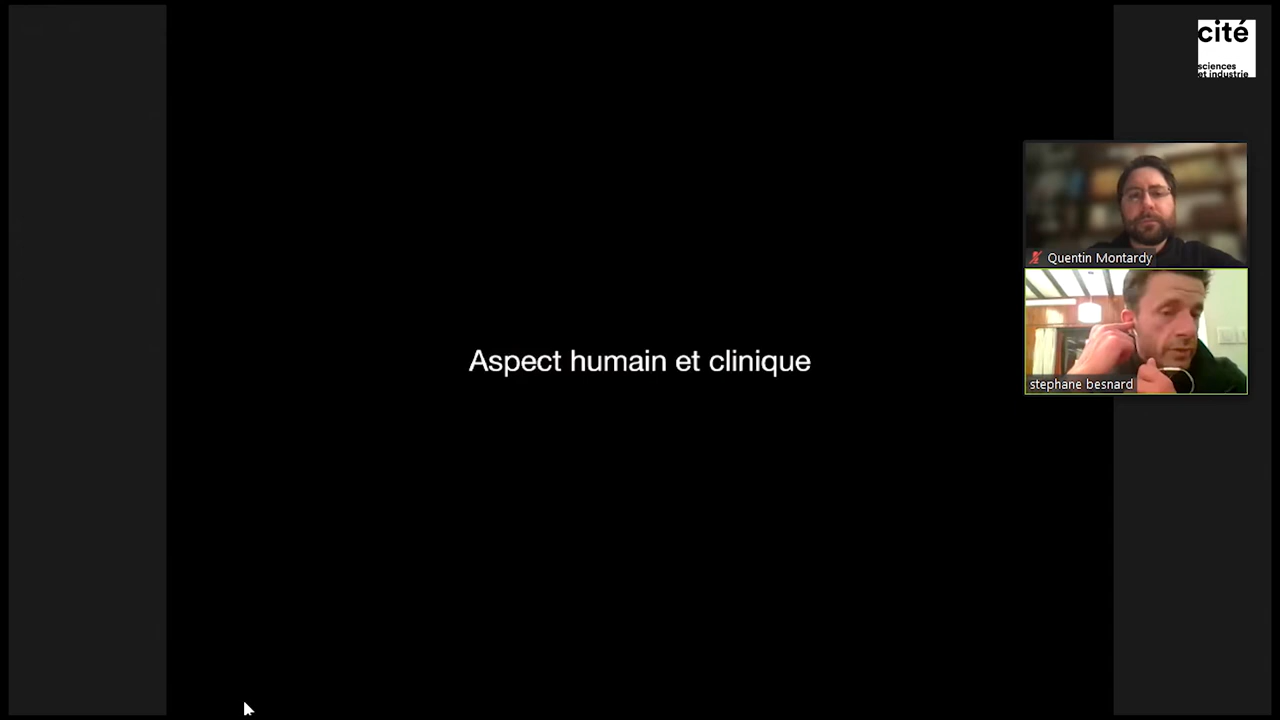 cité
sciences
et industrie
Quentin Montardy
Aspect humain et clinique
stephane besnard